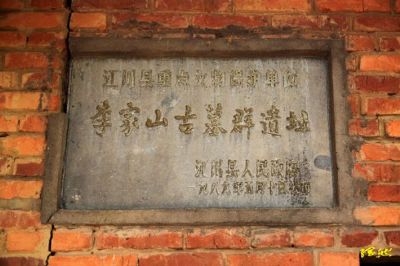 江川县重点文物保护单位
李家山古墓群遗址
江川县人民政府